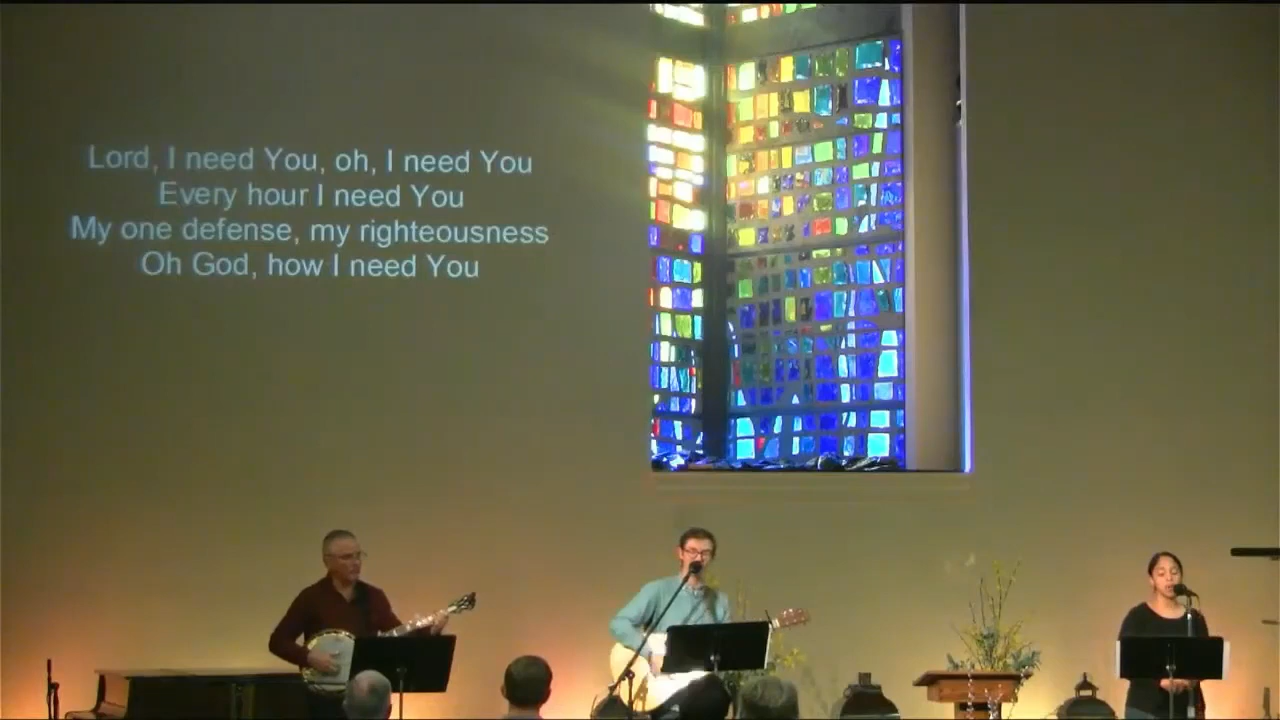 Lord, I need You, oh, I need You
Every hour I need You
My one defense, my righteousness
Oh God, how I need You